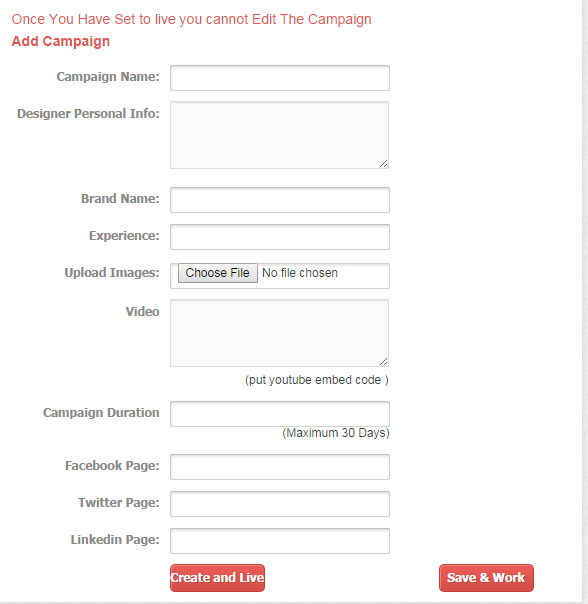 Once You Have Set to live you cannot Edit The Campaign
Add Campaign
Campaign Name:
Designer Personal Info:
Brand Name:
Experience:
Upload Images: Choose File No file chosen
Video
(put youtube embed code )
Campaign Duration
(Maximum 30 Days)
Facebook Page:
Twitter Page:
Linkedin Page:
Create and Live Save & Work